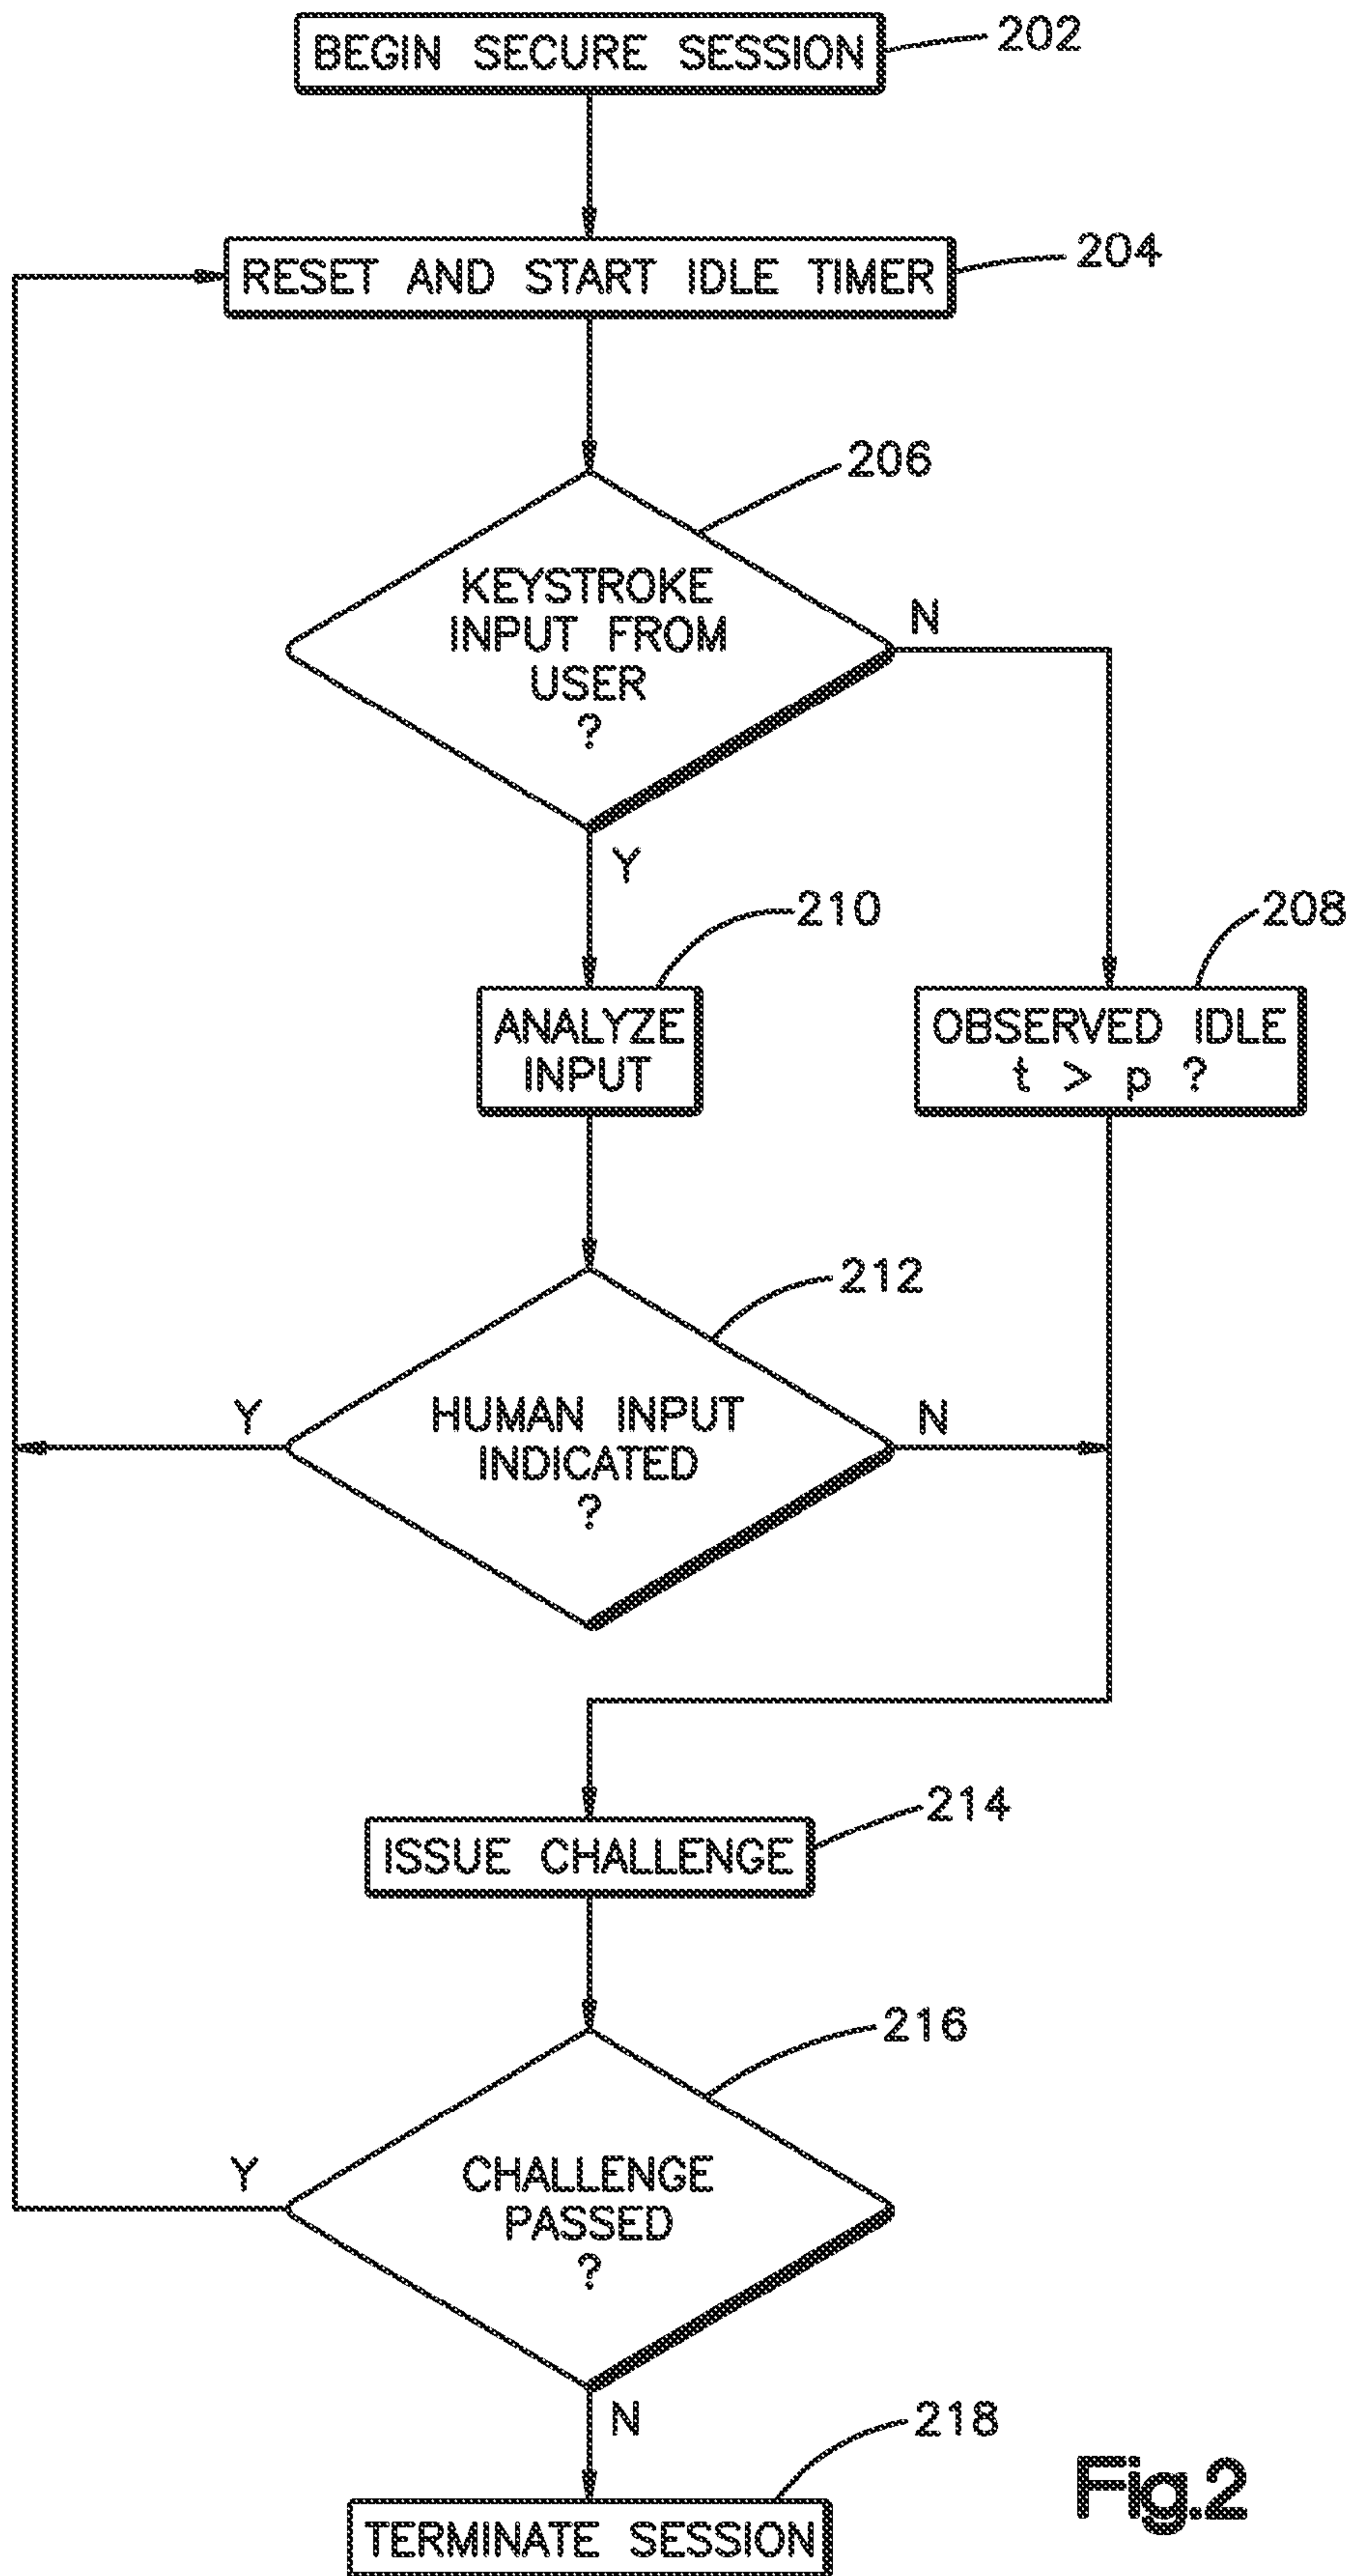 BEGIN SECURE SESSION
202
RESET AND START IDLE TIMER
204
206
KEYSTROKE
INPUT FROM
USER
?
N
Y
210
208
ANALYZE
INPUT
OBSERVED IDLE
t > p ?
212
Y
HUMAN INPUT
INDICATED
?
N
214
ISSUE CHALLENGE
216
Y
CHALLENGE
PASSED
?
N
218
TERMINATE SESSION
Fig.2